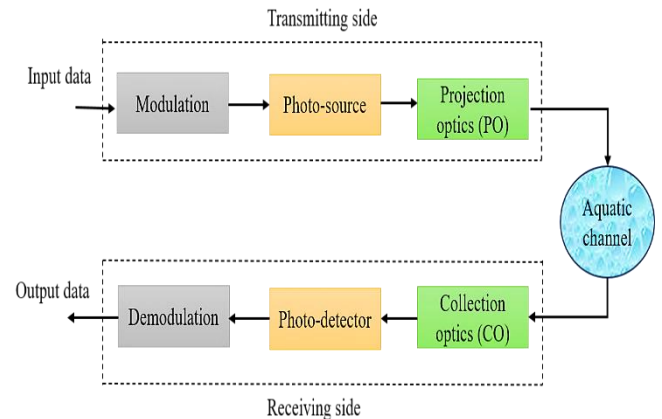 Transmitting side
Input data
Modulation
Photo-source
Projection
optics (PO)
Aquatic
channel
Output data
Demodulation
Photo-detector
Collection
optics (CO)
Receiving side